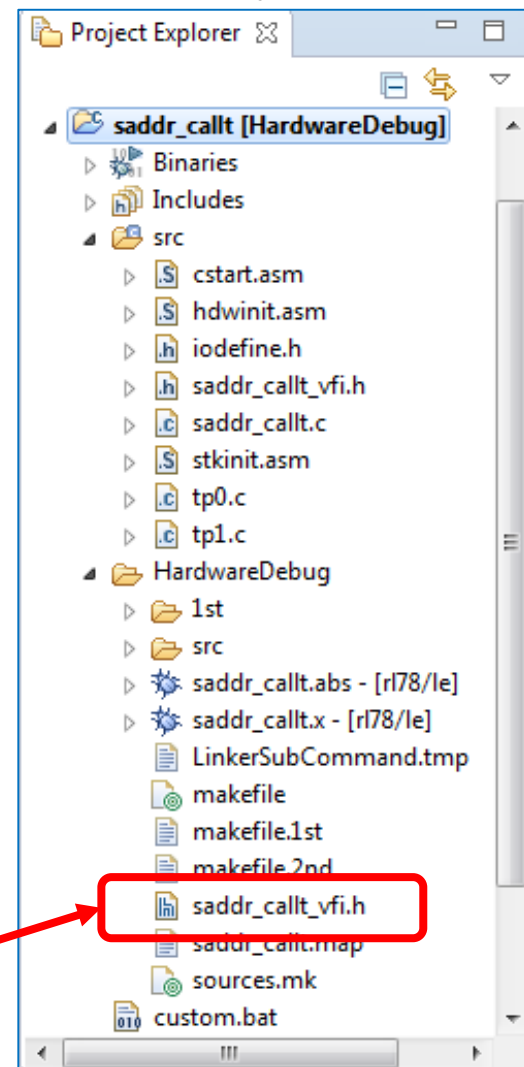 Project Explorer
saddr_callt [HardwareDebug]
Binaries
Includes
src
cstart.asm
hdwinit.asm
iodefine.h
saddr_callt_vfi.h
saddr_callt.c
stkinit.asm
tp0.c
tp1.c
HardwareDebug
1st
src
saddr_callt.abs - [rl78/le]
saddr_callt.x - [rl78/le]
LinkerSubCommand.tmp
makefile
makefile.1st
makefile.2nd
saddr_callt_vfi.h
saddr_callt.map
sources.mk
custom.bat